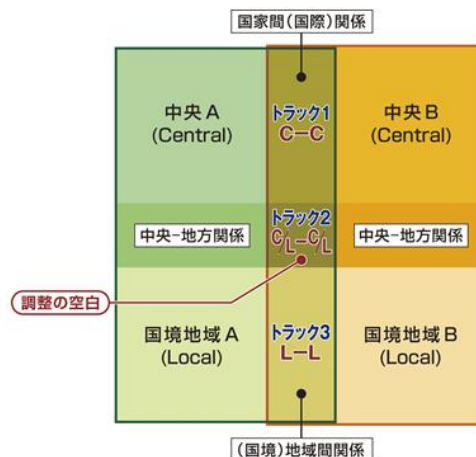 国家間（国際）関係
中央A
(Central)
トラック1
C−C
中央B
(Central)
中央−地方関係
トラック2
C/L−C/L
中央−地方関係
調整の空白
国境地域A
(Local)
トラック3
L−L
国境地域B
(Local)
（国境）地域間関係